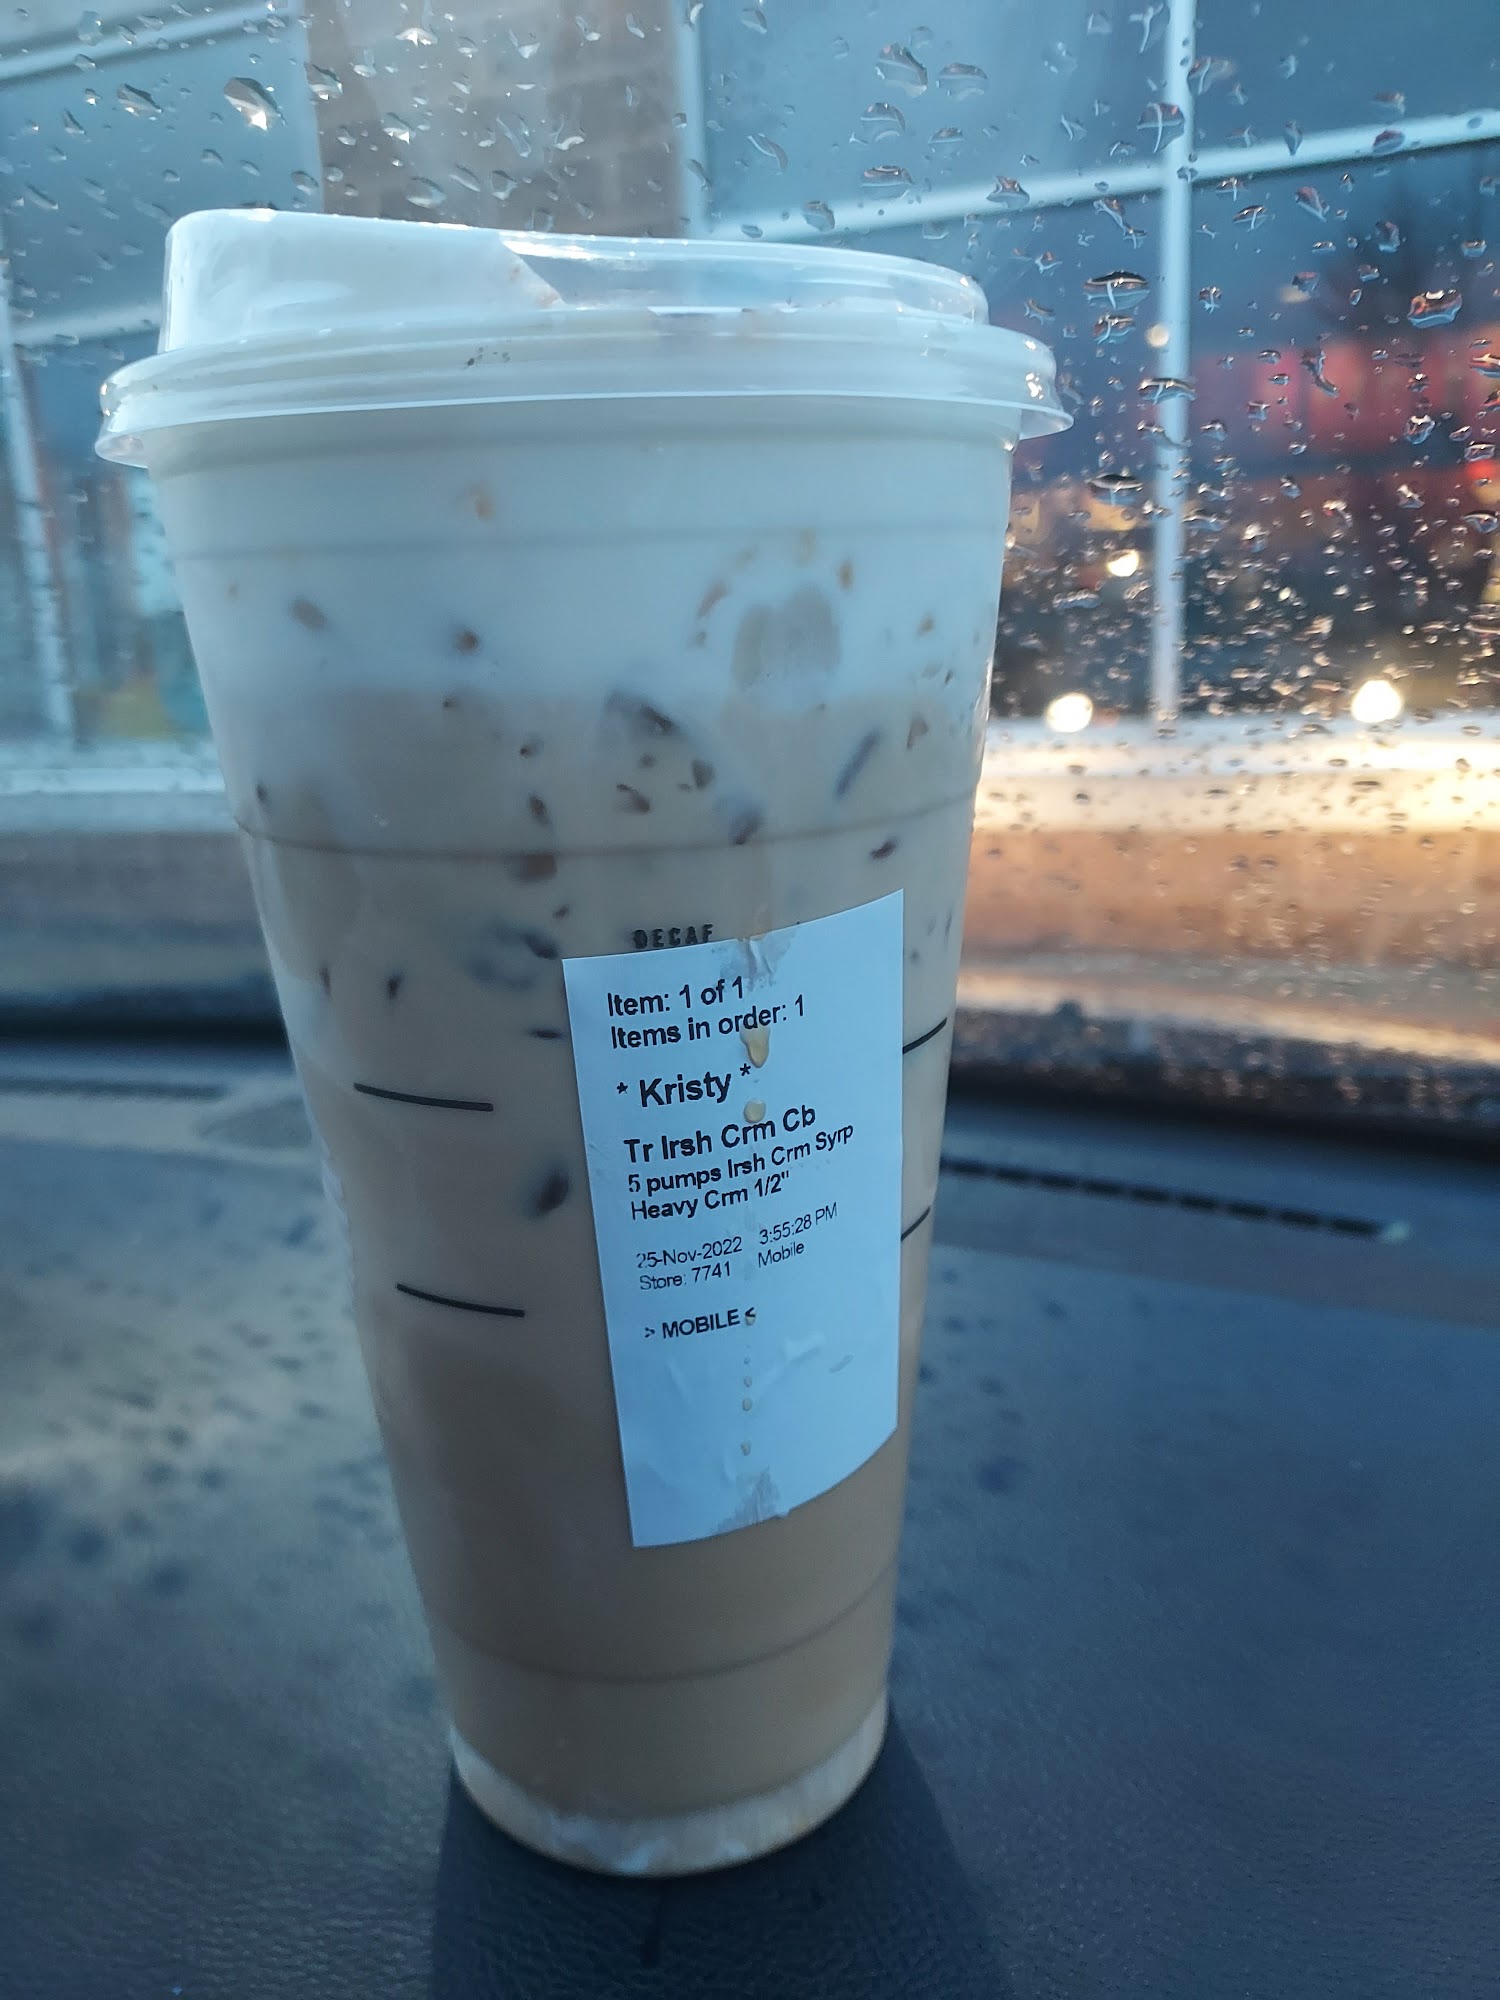 DECAF
Item: 1 of 1
Items in order: 1
* Kristy *
Tr Irsh Crm Cb
5 pumps Irsh Crm Syrp
Heavy Crm 1/2"
25-Nov-2022 3:55:28 PM
Store: 7741 Mobile
> MOBILE <